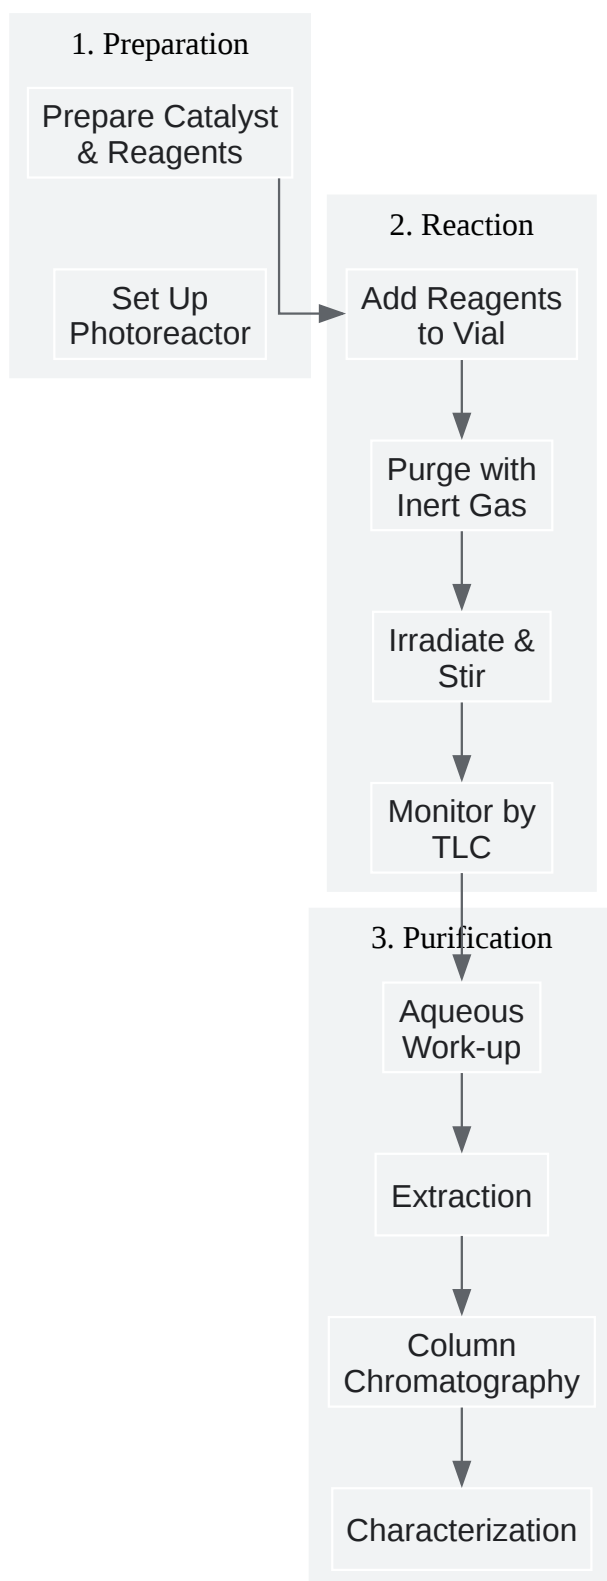 1. Preparation
Prepare Catalyst
& Reagents
Set Up
Photoreactor
2. Reaction
Add Reagents
to Vial
Purge with
Inert Gas
Irradiate &
Stir
Monitor by
TLC
3. Purification
Aqueous
Work-up
Extraction
Column
Chromatography
Characterization